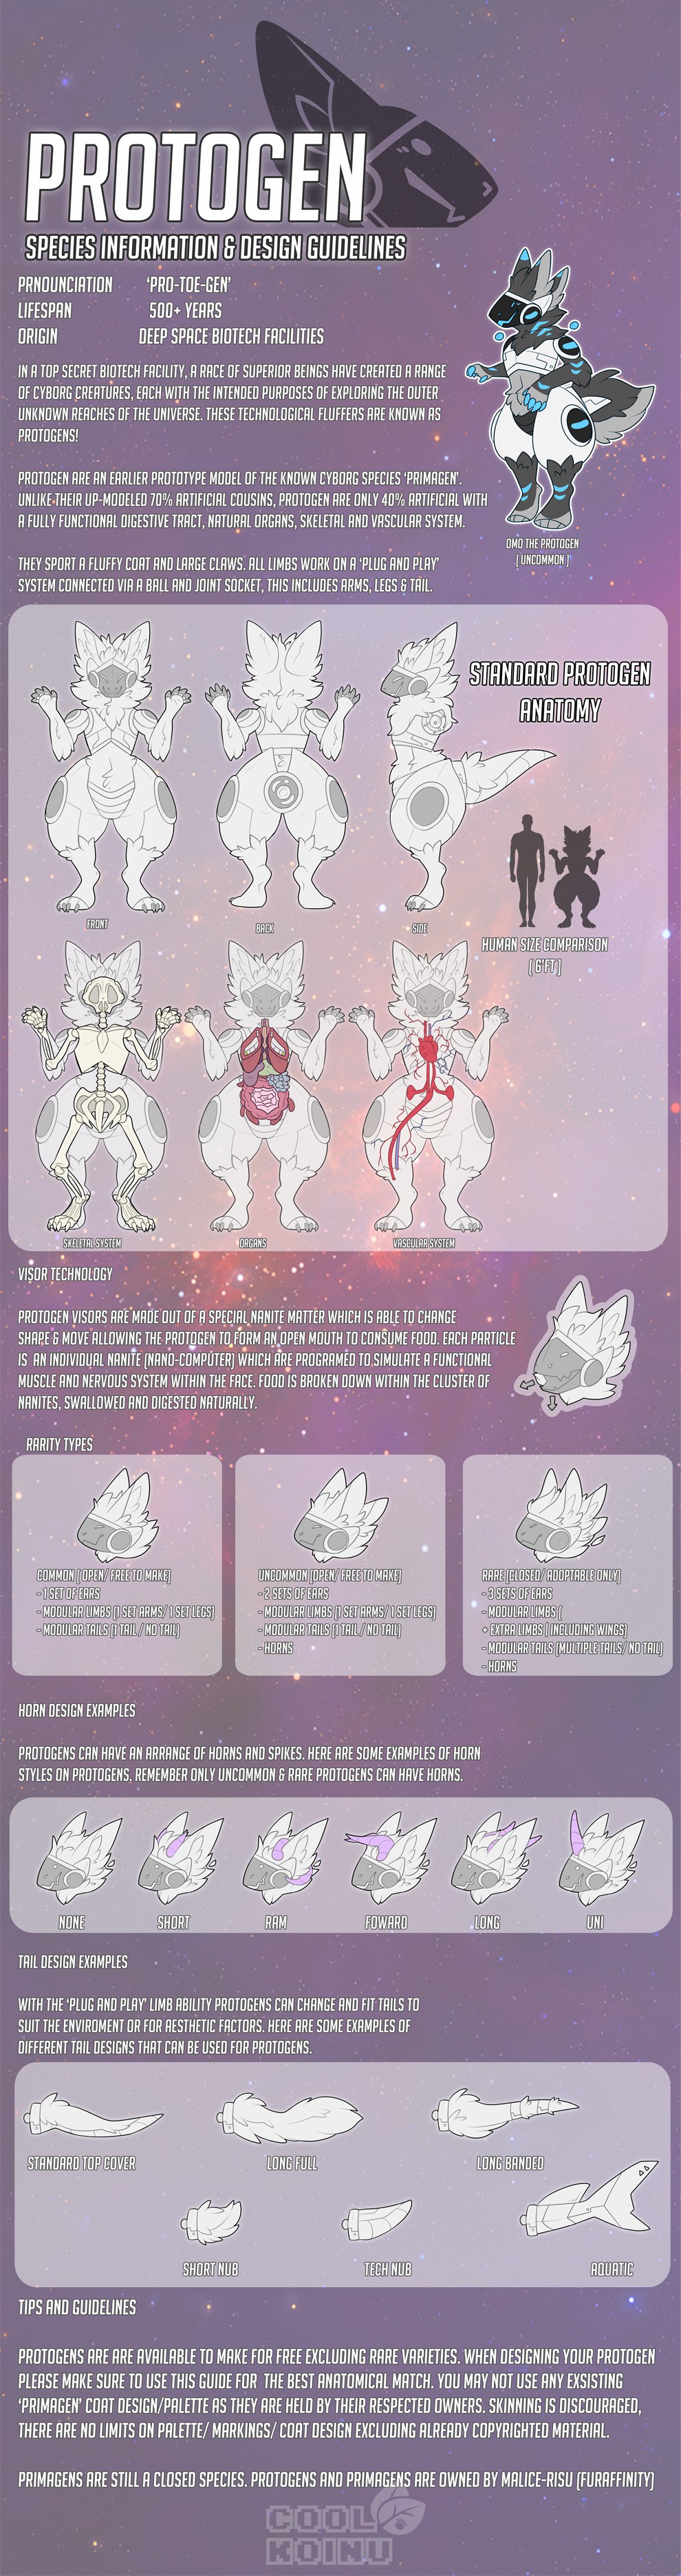 PROTOGEN
SPECIES INFORMATION & DESIGN GUIDELINES
PRNOUNCIATION 'PRO-TOE-GEN'
LIFESPAN 500+ YEARS
ORIGIN DEEP SPACE BIOTECH FACILITIES
IN A TOP SECRET BIOTECH FACILITY, A RACE OF SUPERIOR BEINGS HAVE CREATED A RANGE
OF CYBORG CREATURES, EACH WITH THE INTENDED PURPOSES OF EXPLORING THE OUTER
UNKNOWN REACHES OF THE UNIVERSE. THESE TECHNOLOGICAL FLUFFERS ARE KNOWN AS
PROTOGENS!
PROTOGEN ARE AN EARLIER PROTOTYPE MODEL OF THE KNOWN CYBORG SPECIES 'PRIMAGEN'.
UNLIKE THEIR UP-MODELED 70% ARTIFICIAL COUSINS, PROTOGEN ARE ONLY 40% ARTIFICIAL WITH
A FULLY FUNCTIONAL DIGESTIVE TRACT, NATURAL ORGANS, SKELETAL AND VASCULAR SYSTEM.
THEY SPORT A FLUFFY COAT AND LARGE CLAWS. ALL LIMBS WORK ON A 'PLUG AND PLAY'
SYSTEM CONNECTED VIA A BALL AND JOINT SOCKET, THIS INCLUDES ARMS, LEGS & TAIL.
OMO THE PROTOGEN
[ UNCOMMON ]
STANDARD PROTOGEN
ANATOMY
FRONT
BACK
SIDE
HUMAN SIZE COMPARISON
[ 6'FT ]
SKELETAL SYSTEM
ORGANS
VASCULAR SYSTEM
VISOR TECHNOLOGY
PROTOGEN VISORS ARE MADE OUT OF A SPECIAL NANITE MATTER WHICH IS ABLE TO CHANGE
SHAPE & MOVE ALLOWING THE PROTOGEN TO FORM AN OPEN MOUTH TO CONSUME FOOD. EACH PARTICLE
IS AN INDIVIDUAL NANITE [NANO-COMPUTER] WHICH ARE PROGRAMED TO SIMULATE A FUNCTIONAL
MUSCLE AND NERVOUS SYSTEM WITHIN THE FACE. FOOD IS BROKEN DOWN WITHIN THE CLUSTER OF
NANITES, SWALLOWED AND DIGESTED NATURALLY.
RARITY TYPES
COMMON [ OPEN/ FREE TO MAKE]
- 1 SET OF EARS
- MODULAR LIMBS [1 SET ARMS/ 1 SET LEGS]
- MODULAR TAILS [1 TAIL / NO TAIL]
UNCOMMON [OPEN/ FREE TO MAKE]
- 2 SETS OF EARS
- MODULAR LIMBS [1 SET ARMS/ 1 SET LEGS]
- MODULAR TAILS [1 TAIL / NO TAIL]
- HORNS
RARE [CLOSED/ ADOPTABLE ONLY]
- 3 SETS OF EARS
- MODULAR LIMBS [
+ EXTRA LIMBS ] INCLUDING WINGS]
- MODULAR TAILS [MULTIPLE TAILS/ NO TAIL]
- HORNS
HORN DESIGN EXAMPLES
PROTOGENS CAN HAVE AN ARRANGE OF HORNS AND SPIKES. HERE ARE SOME EXAMPLES OF HORN
STYLES ON PROTOGENS. REMEMBER ONLY UNCOMMON & RARE PROTOGENS CAN HAVE HORNS.
NONE
SHORT
RAM
FOWARD
LONG
UNI
TAIL DESIGN EXAMPLES
WITH THE 'PLUG AND PLAY' LIMB ABILITY PROTOGENS CAN CHANGE AND FIT TAILS TO
SUIT THE ENVIROMENT OR FOR AESTHETIC FACTORS. HERE ARE SOME EXAMPLES OF
DIFFERENT TAIL DESIGNS THAT CAN BE USED FOR PROTOGENS.
STANDARD TOP COVER
LONG FULL
LONG BANDED
SHORT NUB
TECH NUB
AQUATIC
TIPS AND GUIDELINES
PROTOGENS ARE ARE AVAILABLE TO MAKE FOR FREE EXCLUDING RARE VARIETIES. WHEN DESIGNING YOUR PROTOGEN
PLEASE MAKE SURE TO USE THIS GUIDE FOR THE BEST ANATOMICAL MATCH. YOU MAY NOT USE ANY EXSISTING
'PRIMAGEN' COAT DESIGN/PALETTE AS THEY ARE HELD BY THEIR RESPECTED OWNERS. SKINNING IS DISCOURAGED,
THERE ARE NO LIMITS ON PALETTE/ MARKINGS/ COAT DESIGN EXCLUDING ALREADY COPYRIGHTED MATERIAL.
PRIMAGENS ARE STILL A CLOSED SPECIES. PROTOGENS AND PRIMAGENS ARE OWNED BY MALICE-RISU [FURAFFINITY]
COOL
KOINU